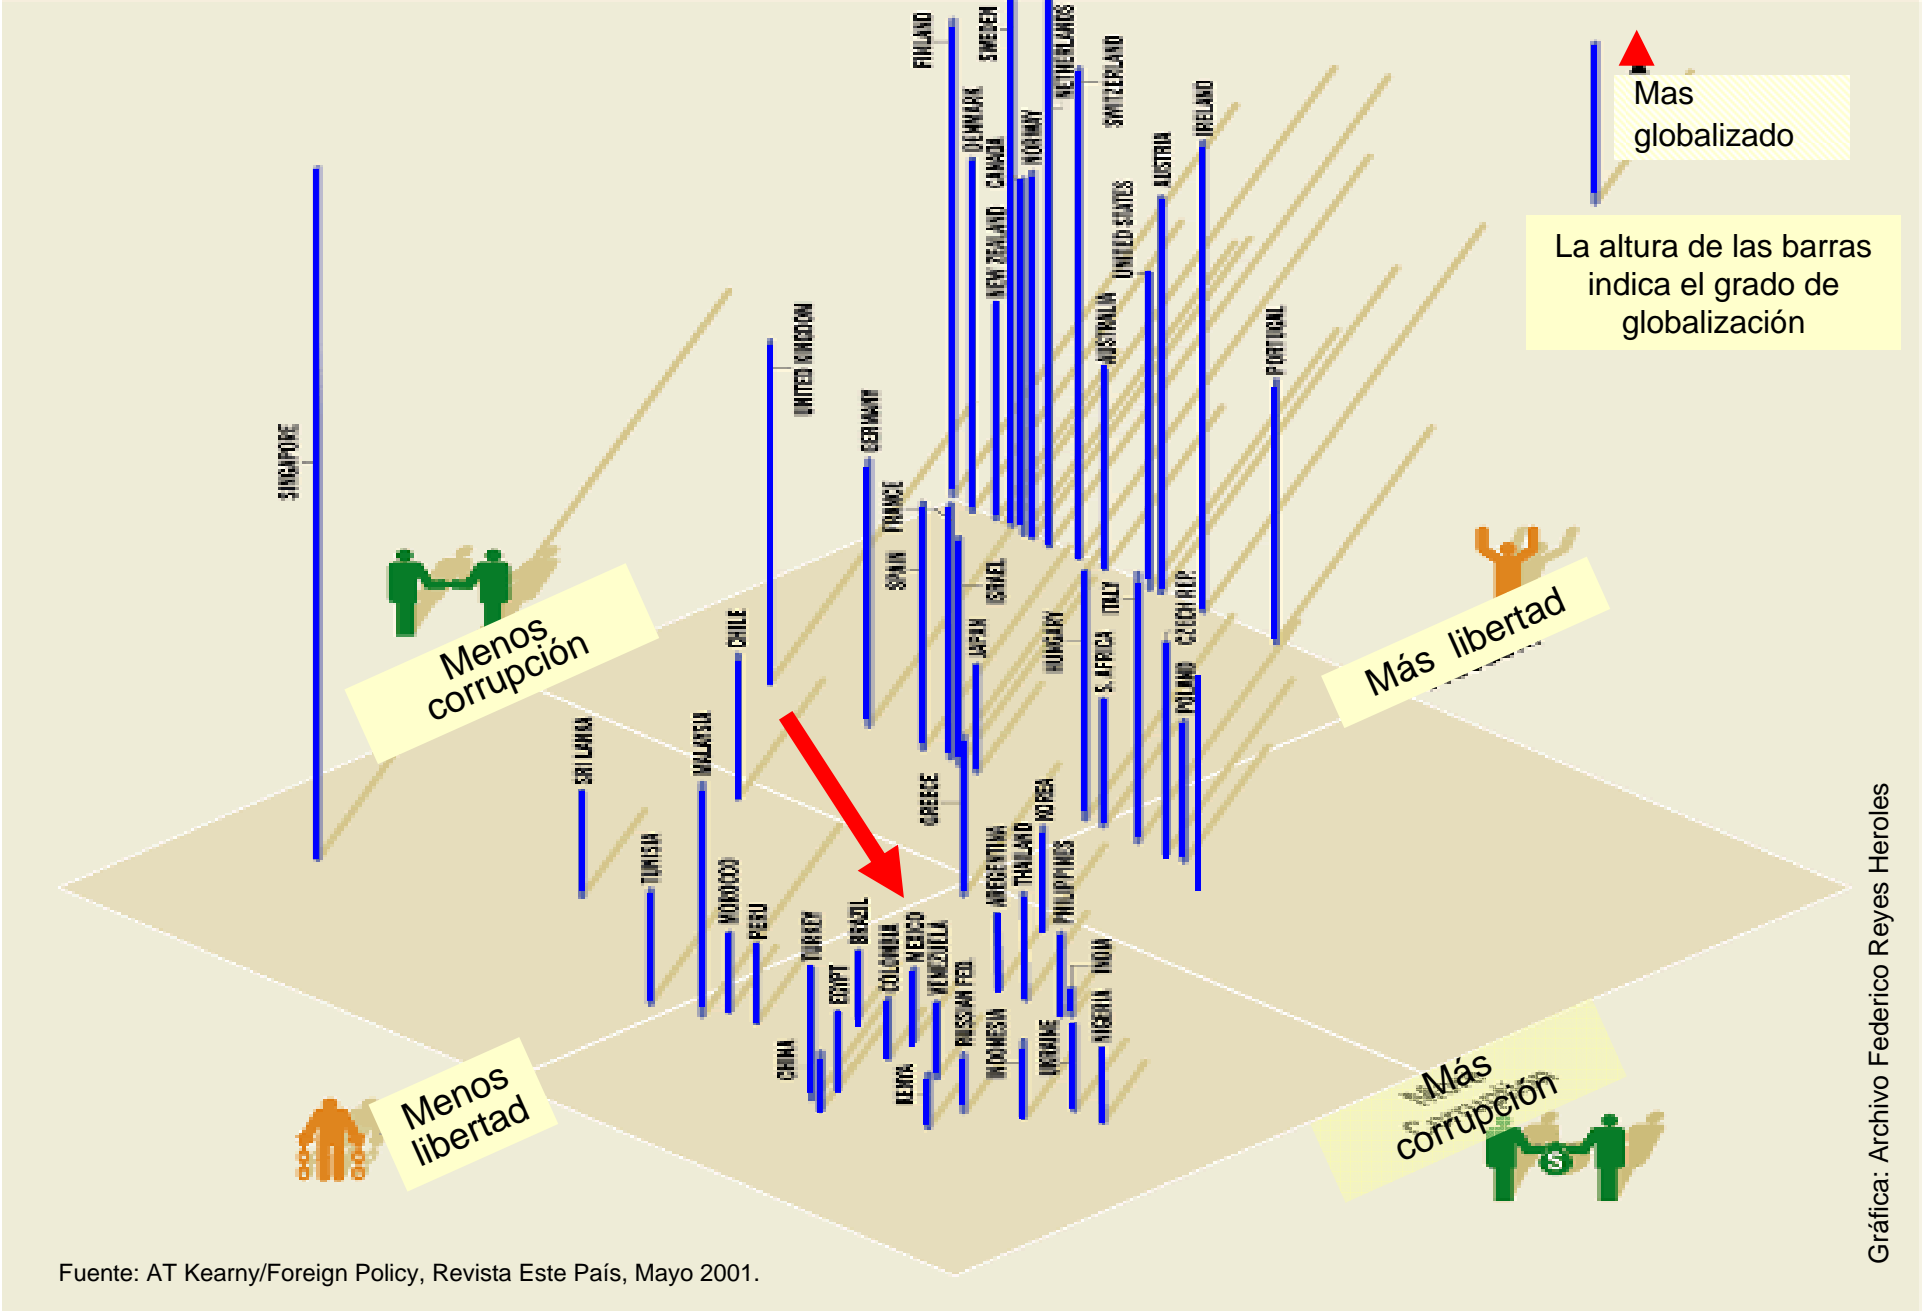 FINLAND
SWEDEN
NETHERLANDS
SWITZERLAND
DENMARK
CANADA
NORWAY
NEW ZEALAND
IRELAND
AUSTRIA
UNITED STATES
AUSTRALIA
PORTUGAL
Mas
globalizado
La altura de las barras
indica el grado de
globalización
SINGAPORE
UNITED KINGDOM
GERMANY
FRANCE
SPAIN
ISRAEL
JAPAN
HUNGARY
ITALY
S. AFRICA
CZECH REP.
POLAND
Menos
corrupción
Más libertad
CHILE
SRI LANKA
MALAYSIA
TUNISIA
MOROCCO
PERU
GREECE
KOREA
AREGENTINA
THAILAND
PHILIPPINES
TURKEY
BRAZIL
EGYPT
COLOMBIA
MEXICO
VENEZUELA
RUSSIAN FED.
CHINA
KENYA
INDONESIA
UKRAINE
INDIA
NIGERIA
Menos
libertad
Más
corrupción
S
Fuente: AT Kearny/Foreign Policy, Revista Este País, Mayo 2001.
Gráfica: Archivo Federico Reyes Heroles